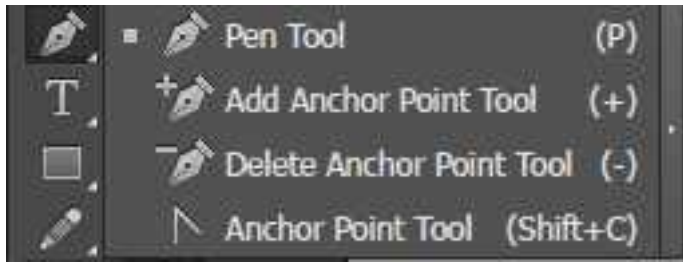 Pen Tool (P)
T
Add Anchor Point Tool (+)
Delete Anchor Point Tool (-)
Anchor Point Tool (Shift+C)